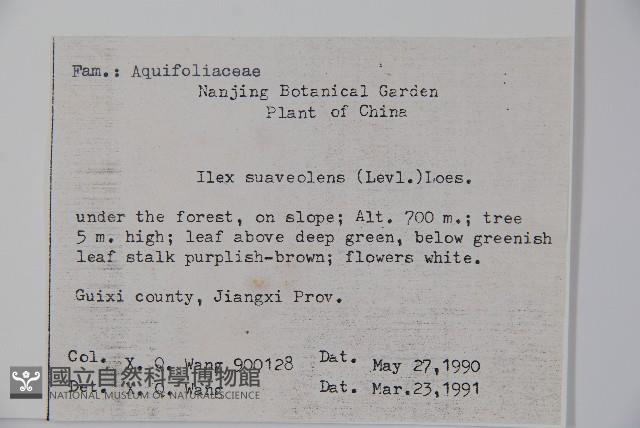 Fam.: Aquifoliaceae
Nanjing Botanical Garden
Plant of China
Ilex suaveolens (Levl.)Loes.
under the forest, on slope; Alt. 700 m.; tree
5 m. high; leaf above deep green, below greenish
leaf stalk purplish-brown; flowers white.
Guixi county, Jiangxi Prov.
Col. X. Q. Wang 900128 Dat. May 27,1990
國立自然科學博物館
Det. X. Q. Wang Dat. Mar.23,1991
NATIONAL MUSEUM OF NATURAL SCIENCE